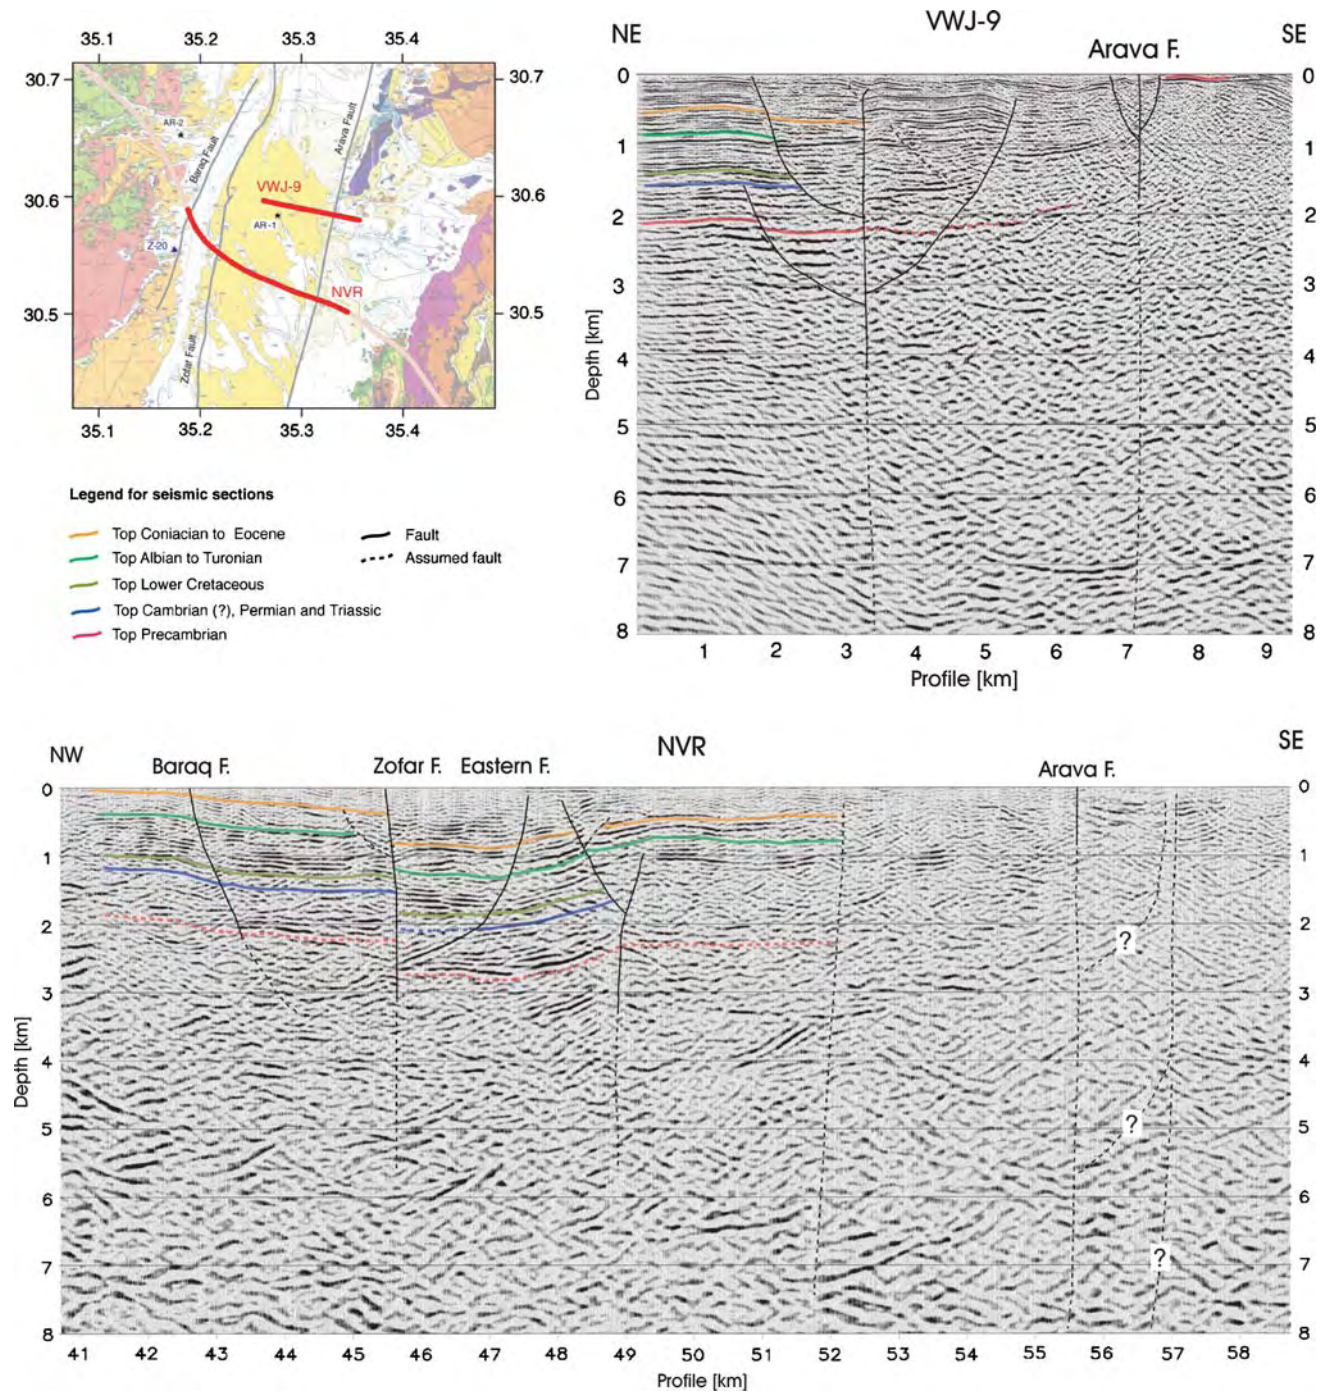 VWJ-9
NE
Arava F.
SE
35.1 35.2 35.3 35.4
30.7 30.7
30.6 30.6
30.5 30.5
35.1 35.2 35.3 35.4
AR-2
Baraq Fault
Arava Fault
VWJ-9
AR-1
Z-20
NVR
Zofar Fault
0 0
1 1
2 2
3 3
4 4
5 5
6 6
7 7
8 8
Depth [km]
1 2 3 4 5 6 7 8 9
Profile [km]
Legend for seismic sections
Top Coniacian to Eocene
Fault
Top Albian to Turonian
Assumed fault
Top Lower Cretaceous
Top Cambrian (?), Permian and Triassic
Top Precambrian
NW
NVR
SE
Baraq F.
Zofar F.
Eastern F.
Arava F.
0 0
1 1
2 2
?
3 3
4 4
5 5
?
6 6
7 7
?
8 8
Depth [km]
41 42 43 44 45 46 47 48 49 50 51 52 53 54 55 56 57 58
Profile [km]